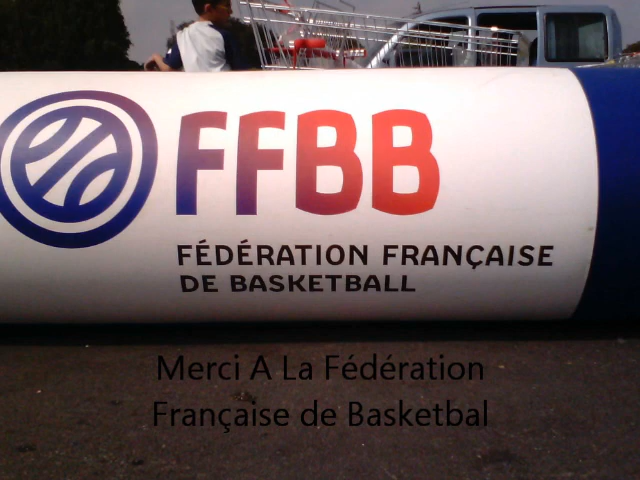 FFBB
FÉDÉRATION FRANÇAISE
DE BASKETBALL
Merci A La Fédération
Française de Basketbal